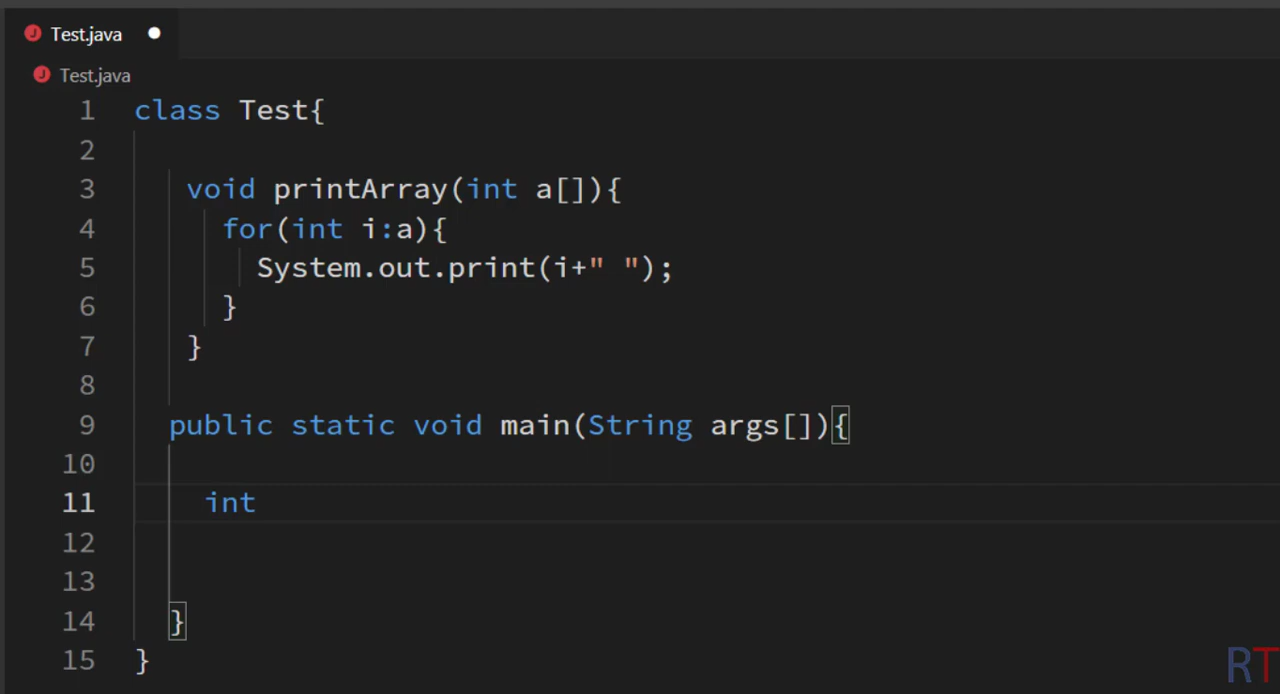 Test.java
Test.java
1 class Test{
2
3 void printArray(int a[]){
4 for(int i:a){
5 System.out.print(i+" ");
6 }
7 }
8
9 public static void main(String args[]){
10
11 int
12
13
14 }
15 }
RT